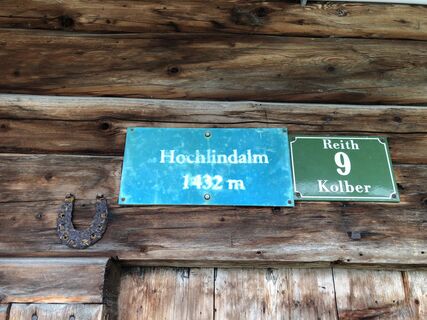 Hochlindalm
1432 m
Reith
9
Kolber